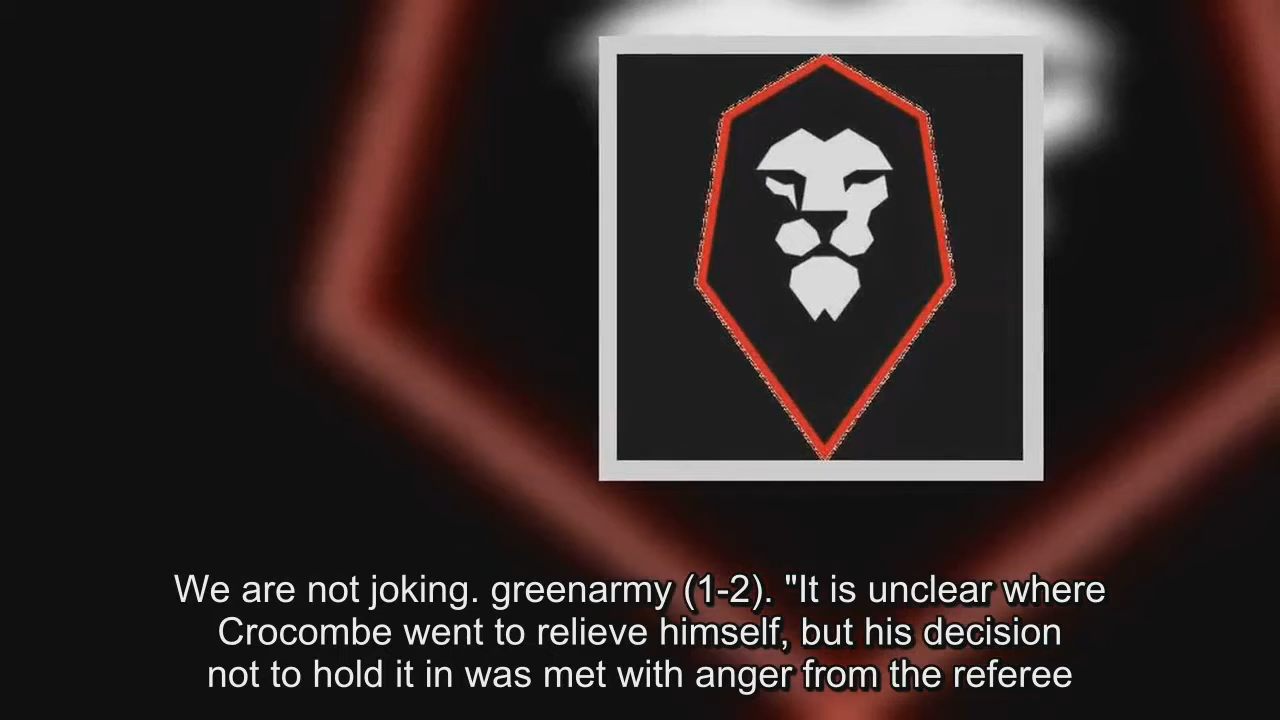 We are not joking. greenarmy (1-2). "It is unclear where
Crocombe went to relieve himself, but his decision
not to hold it in was met with anger from the referee